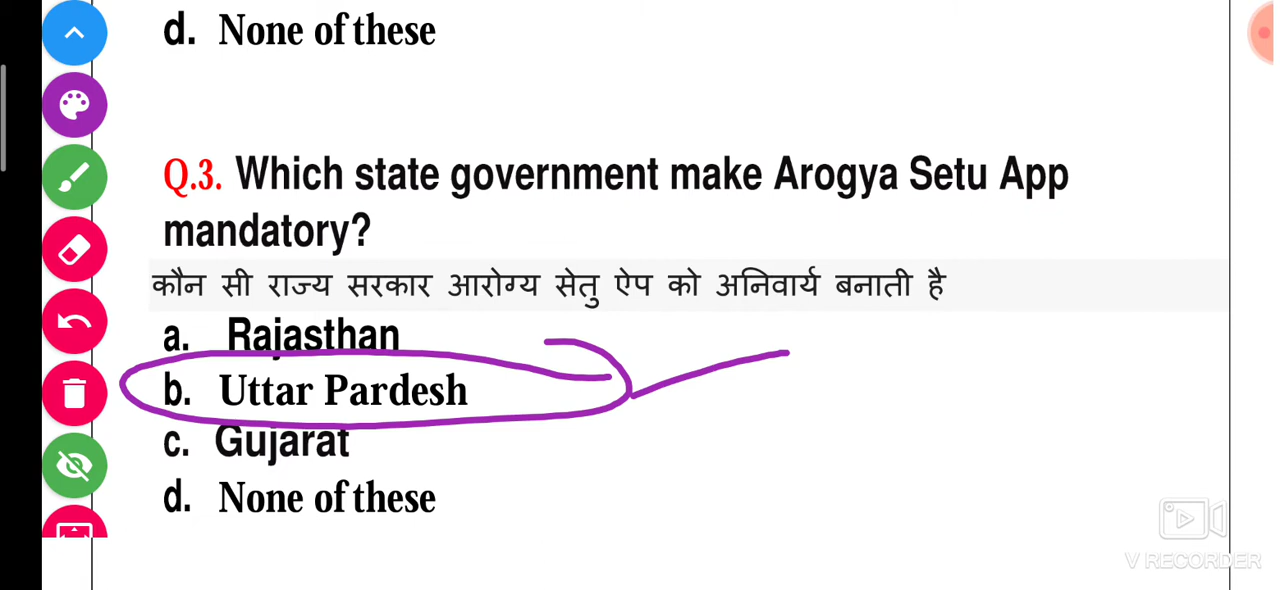 d. None of these
Q.3. Which state government make Arogya Setu App
mandatory?
कौन सी राज्य सरकार आरोग्य सेतु ऐप को अनिवार्य बनाती है
a. Rajasthan
b. Uttar Pardesh
c. Gujarat
d. None of these
V RECORDER